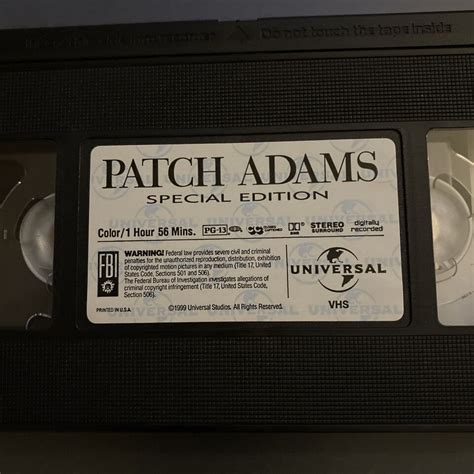 Do not touch the tape inside
PATCH ADAMS
SPECIAL EDITION
Color/1 Hour 56 Mins. PG-13 STEREO SURROUND digitally recorded
FBI
WARNING! Federal law provides severe civil and criminal
penalties for the unauthorized reproduction, distribution, exhibition
of copyrighted motion pictures in any medium (Title 17, United
States Code, Sections 501 and 506).
The Federal Bureau of Investigation investigates allegations of
criminal copyright infringement (Title 17, United States Code,
Section 506).
UNIVERSAL
VHS
PRINTED IN U.S.A.
©1999 Universal Studios. All Rights Reserved.